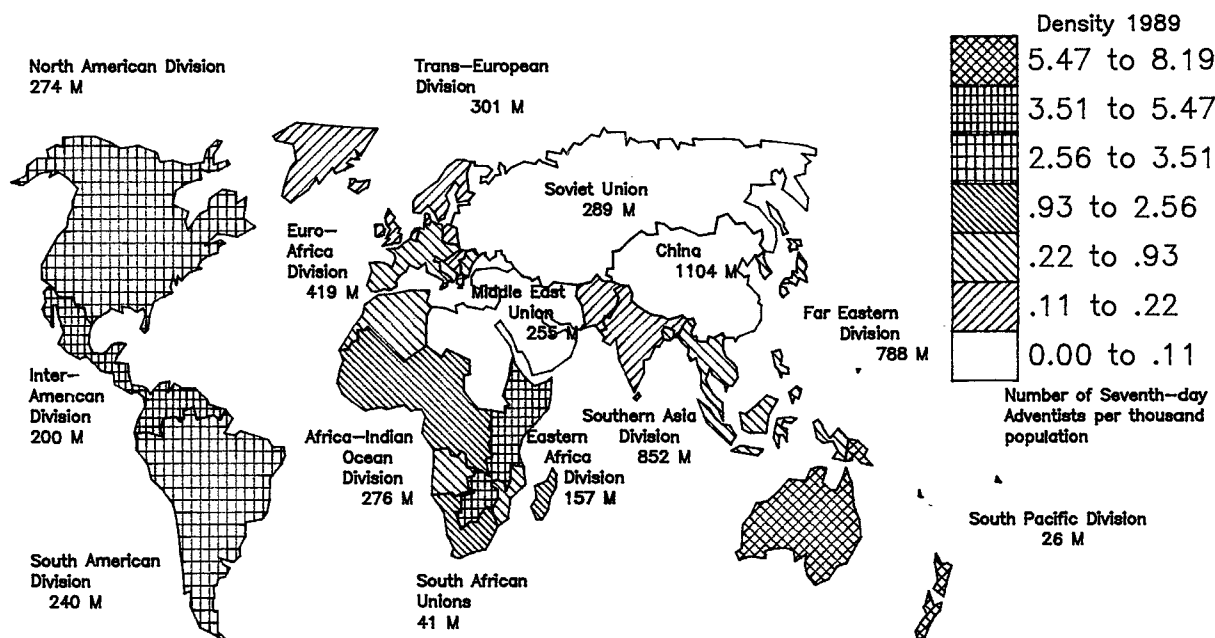 Density 1989
5.47 to 8.19
3.51 to 5.47
2.56 to 3.51
.93 to 2.56
.22 to .93
.11 to .22
0.00 to .11
Number of Seventh-day
Adventists per thousand
population
North American Division
274 M
Trans-European
Division
301 M
Soviet Union
289 M
Euro-
Africa
Division
419 M
China
1104 M
Middle East
Union
255 M
Far Eastern
Division
788 M
Inter-
American
Division
200 M
Africa-Indian
Ocean
Division
276 M
Eastern
Africa
Division
157 M
Southern Asia
Division
852 M
South Pacific Division
26 M
South American
Division
240 M
South African
Unions
41 M